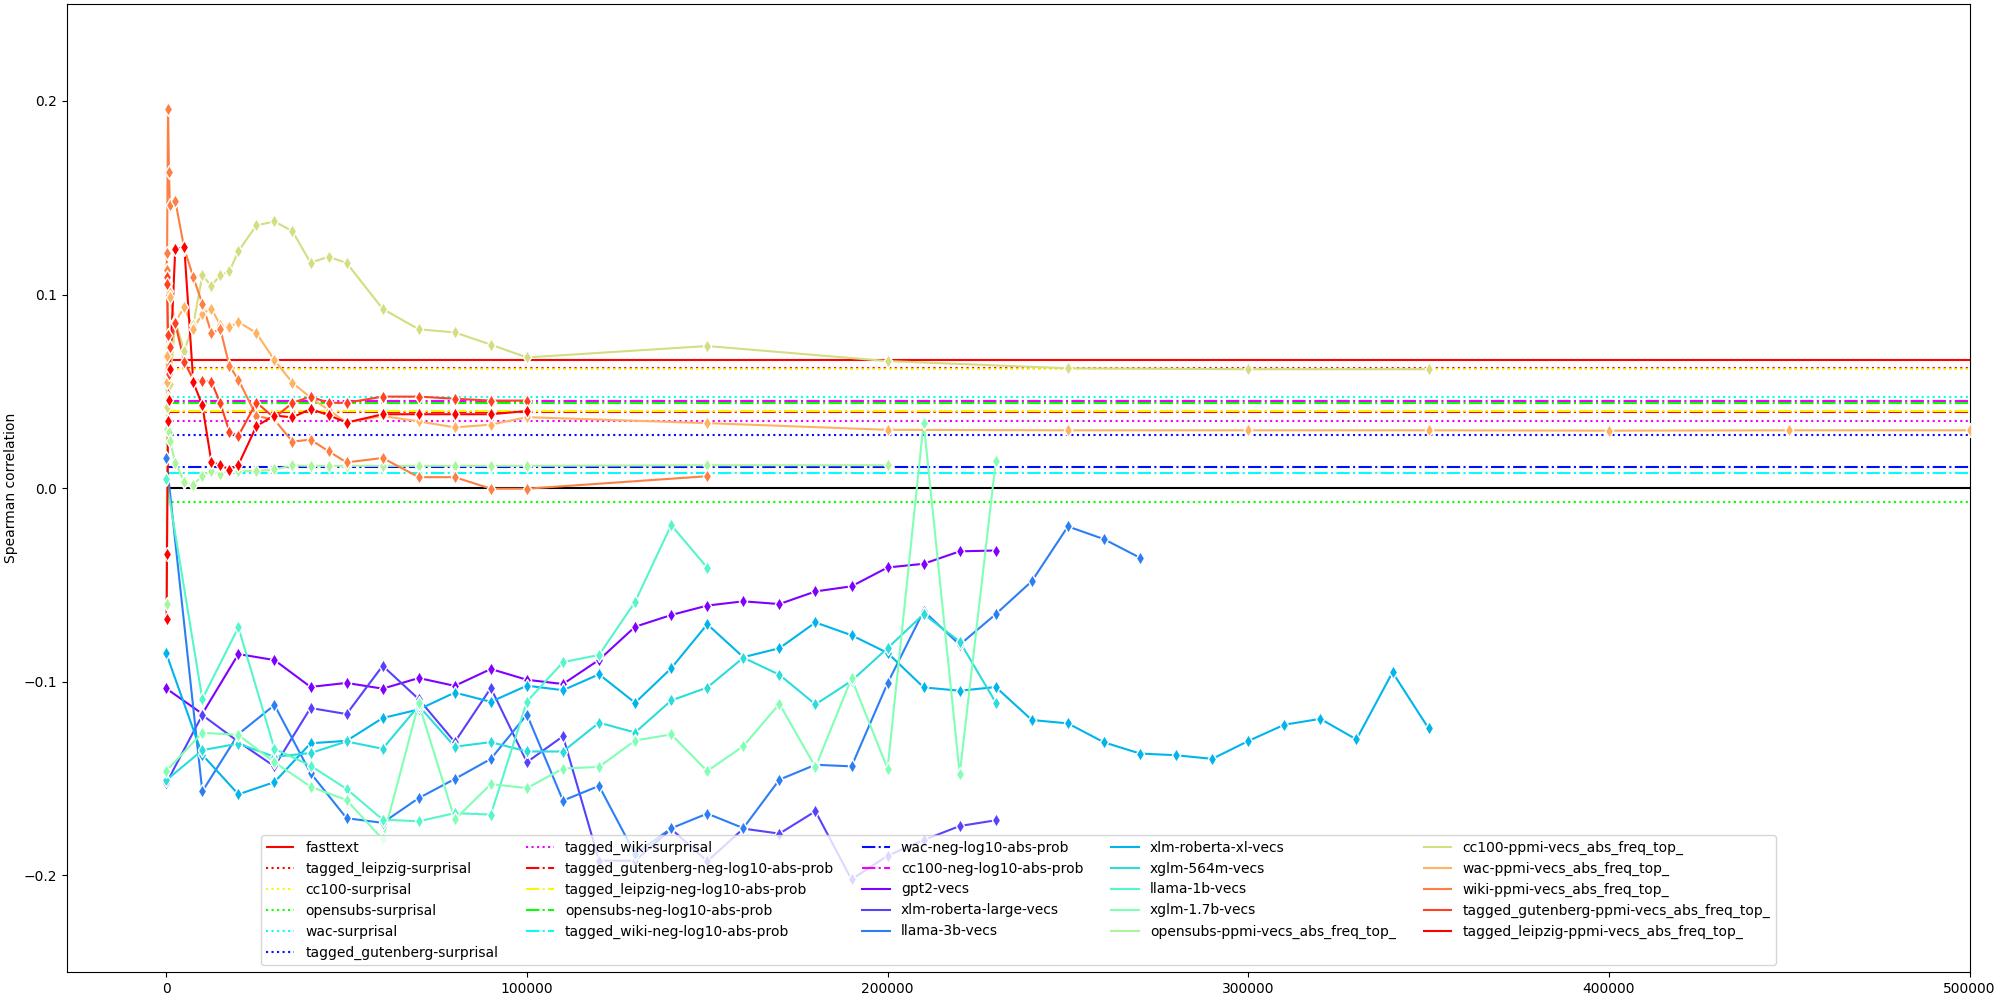 0.2
0.1
0.0
−0.1
−0.2
Spearman correlation
fasttext
tagged_leipzig-surprisal
cc100-surprisal
opensubs-surprisal
wac-surprisal
tagged_gutenberg-surprisal
tagged_wiki-surprisal
tagged_gutenberg-neg-log10-abs-prob
tagged_leipzig-neg-log10-abs-prob
opensubs-neg-log10-abs-prob
tagged_wiki-neg-log10-abs-prob
wac-neg-log10-abs-prob
cc100-neg-log10-abs-prob
gpt2-vecs
xlm-roberta-large-vecs
llama-3b-vecs
xlm-roberta-xl-vecs
xglm-564m-vecs
llama-1b-vecs
xglm-1.7b-vecs
opensubs-ppmi-vecs_abs_freq_top_
cc100-ppmi-vecs_abs_freq_top_
wac-ppmi-vecs_abs_freq_top_
wiki-ppmi-vecs_abs_freq_top_
tagged_gutenberg-ppmi-vecs_abs_freq_top_
tagged_leipzig-ppmi-vecs_abs_freq_top_
0 100000 200000 300000 400000 500000